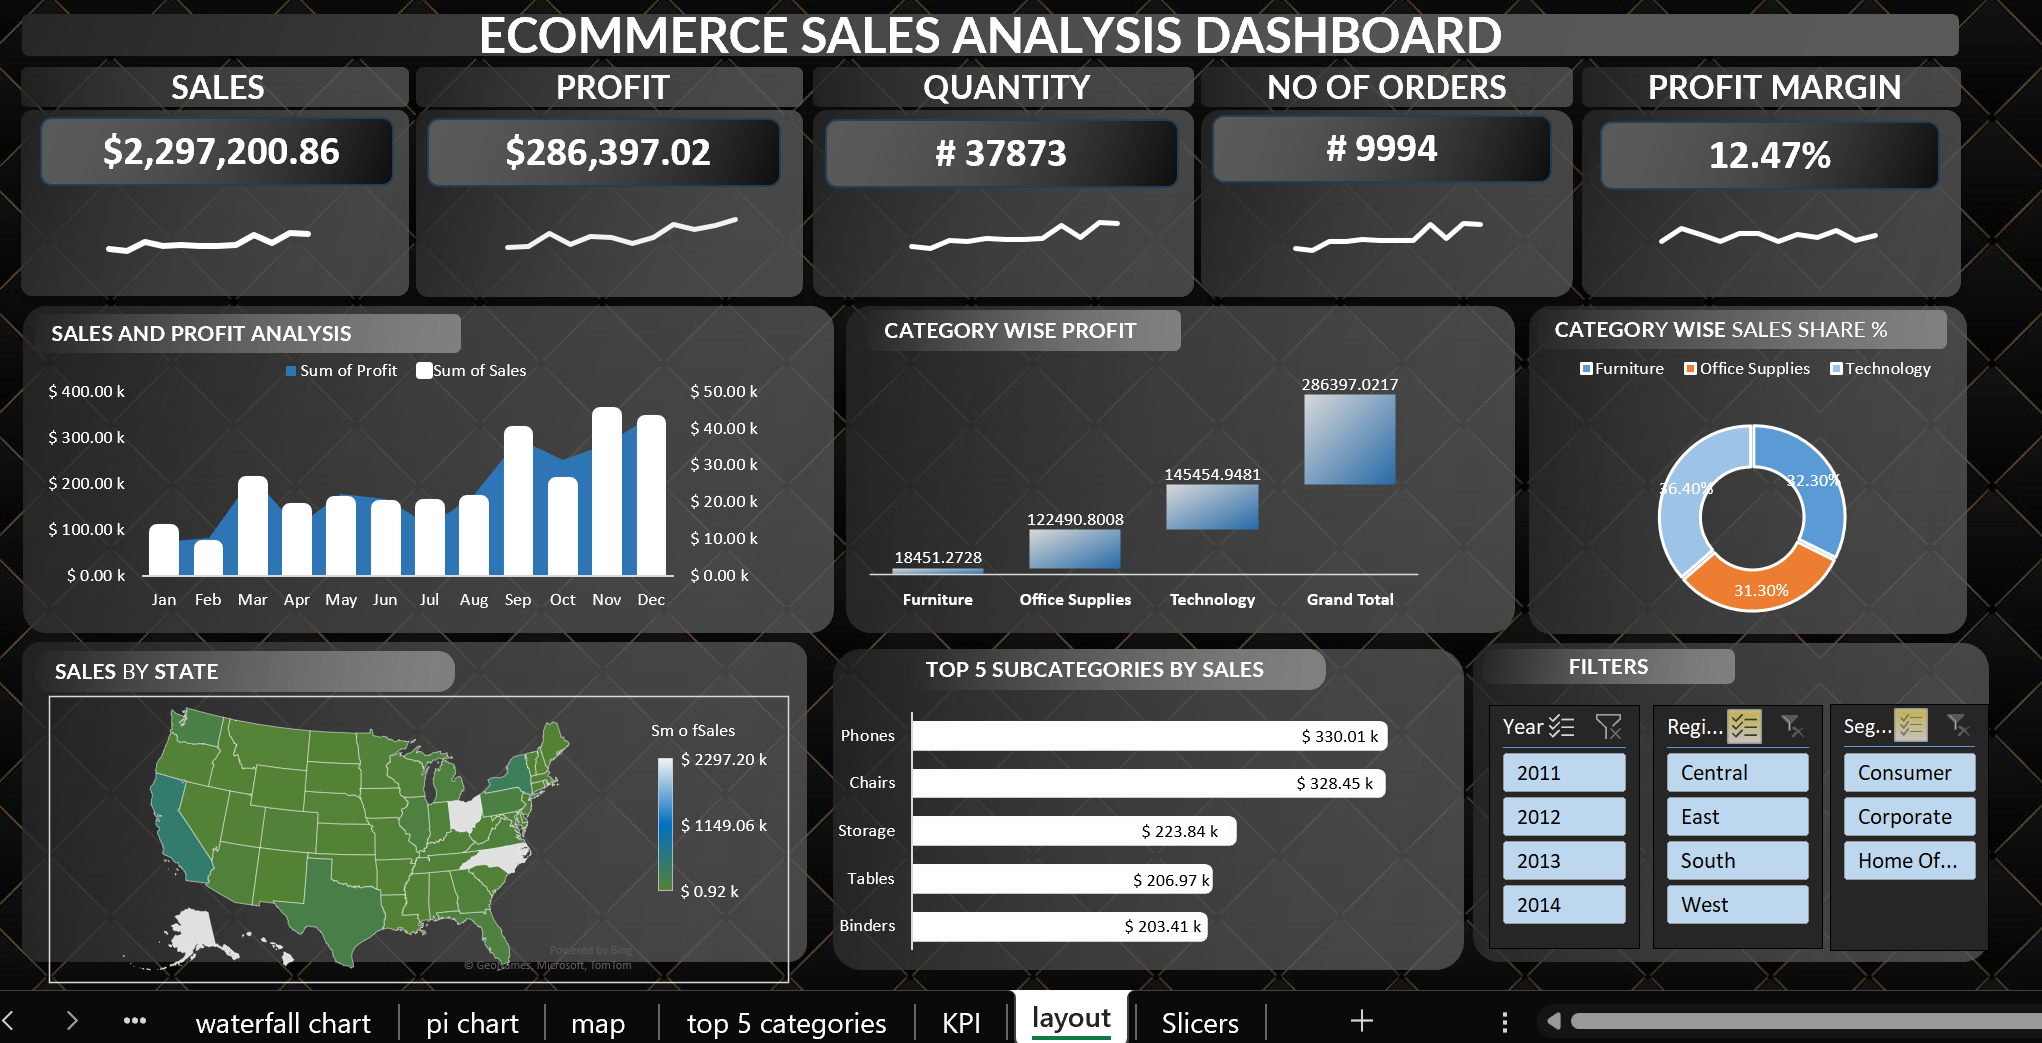 ECOMMERCE SALES ANALYSIS DASHBOARD
SALES
PROFIT
QUANTITY
NO OF ORDERS
PROFIT MARGIN
$2,297,200.86
$286,397.02
# 37873
# 9994
12.47%
SALES AND PROFIT ANALYSIS
Sum of Profit
Sum of Sales
$ 400.00 k
$ 300.00 k
$ 200.00 k
$ 100.00 k
$ 0.00 k
$ 50.00 k
$ 40.00 k
$ 30.00 k
$ 20.00 k
$ 10.00 k
$ 0.00 k
Jan Feb Mar Apr May Jun Jul Aug Sep Oct Nov Dec
CATEGORY WISE PROFIT
18451.2728
122490.8008
145454.9481
286397.0217
Furniture
Office Supplies
Technology
Grand Total
CATEGORY WISE SALES SHARE %
Furniture
Office Supplies
Technology
36.40%
32.30%
31.30%
SALES BY STATE
Sm o fSales
$ 2297.20 k
$ 1149.06 k
$ 0.92 k
Powered by Bing
© GeoNames, Microsoft, TomTom
TOP 5 SUBCATEGORIES BY SALES
Phones $ 330.01 k
Chairs $ 328.45 k
Storage $ 223.84 k
Tables $ 206.97 k
Binders $ 203.41 k
FILTERS
Year
2011
2012
2013
2014
Regi...
Central
East
South
West
Seg...
Consumer
Corporate
Home Of...
waterfall chart
pi chart
map
top 5 categories
KPI
layout
Slicers